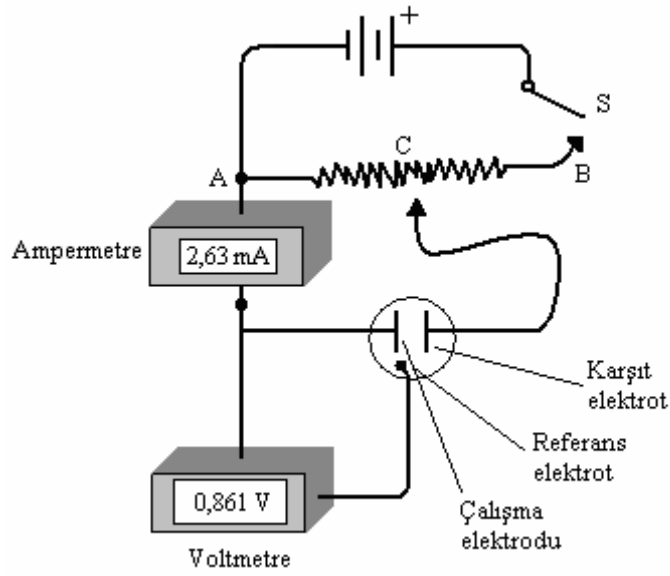 +
S
C
A
B
Ampermetre
2,63 mA
Karşıt
elektrot
Referans
elektrot
0,861 V
Çalışma
elektrodu
Voltmetre